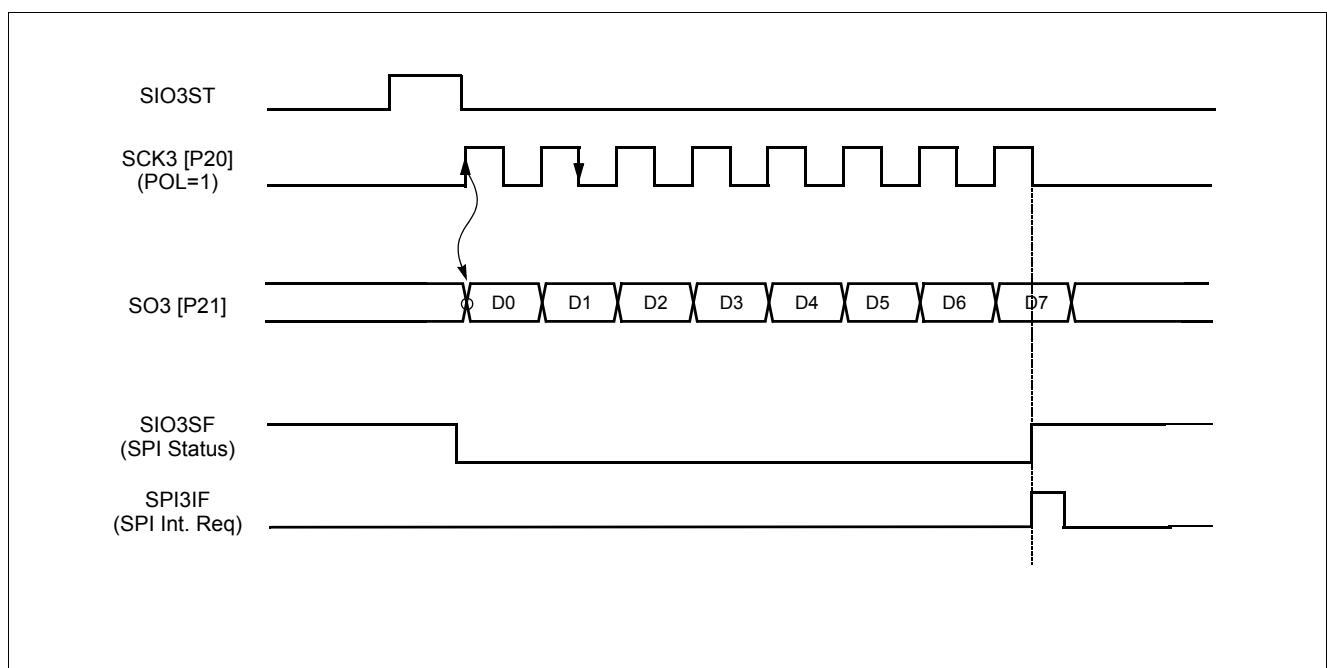 SIO3ST
SCK3 [P20]
(POL=1)
SO3 [P21]
D0 D1 D2 D3 D4 D5 D6 D7
SIO3SF
(SPI Status)
SPI3IF
(SPI Int. Req)